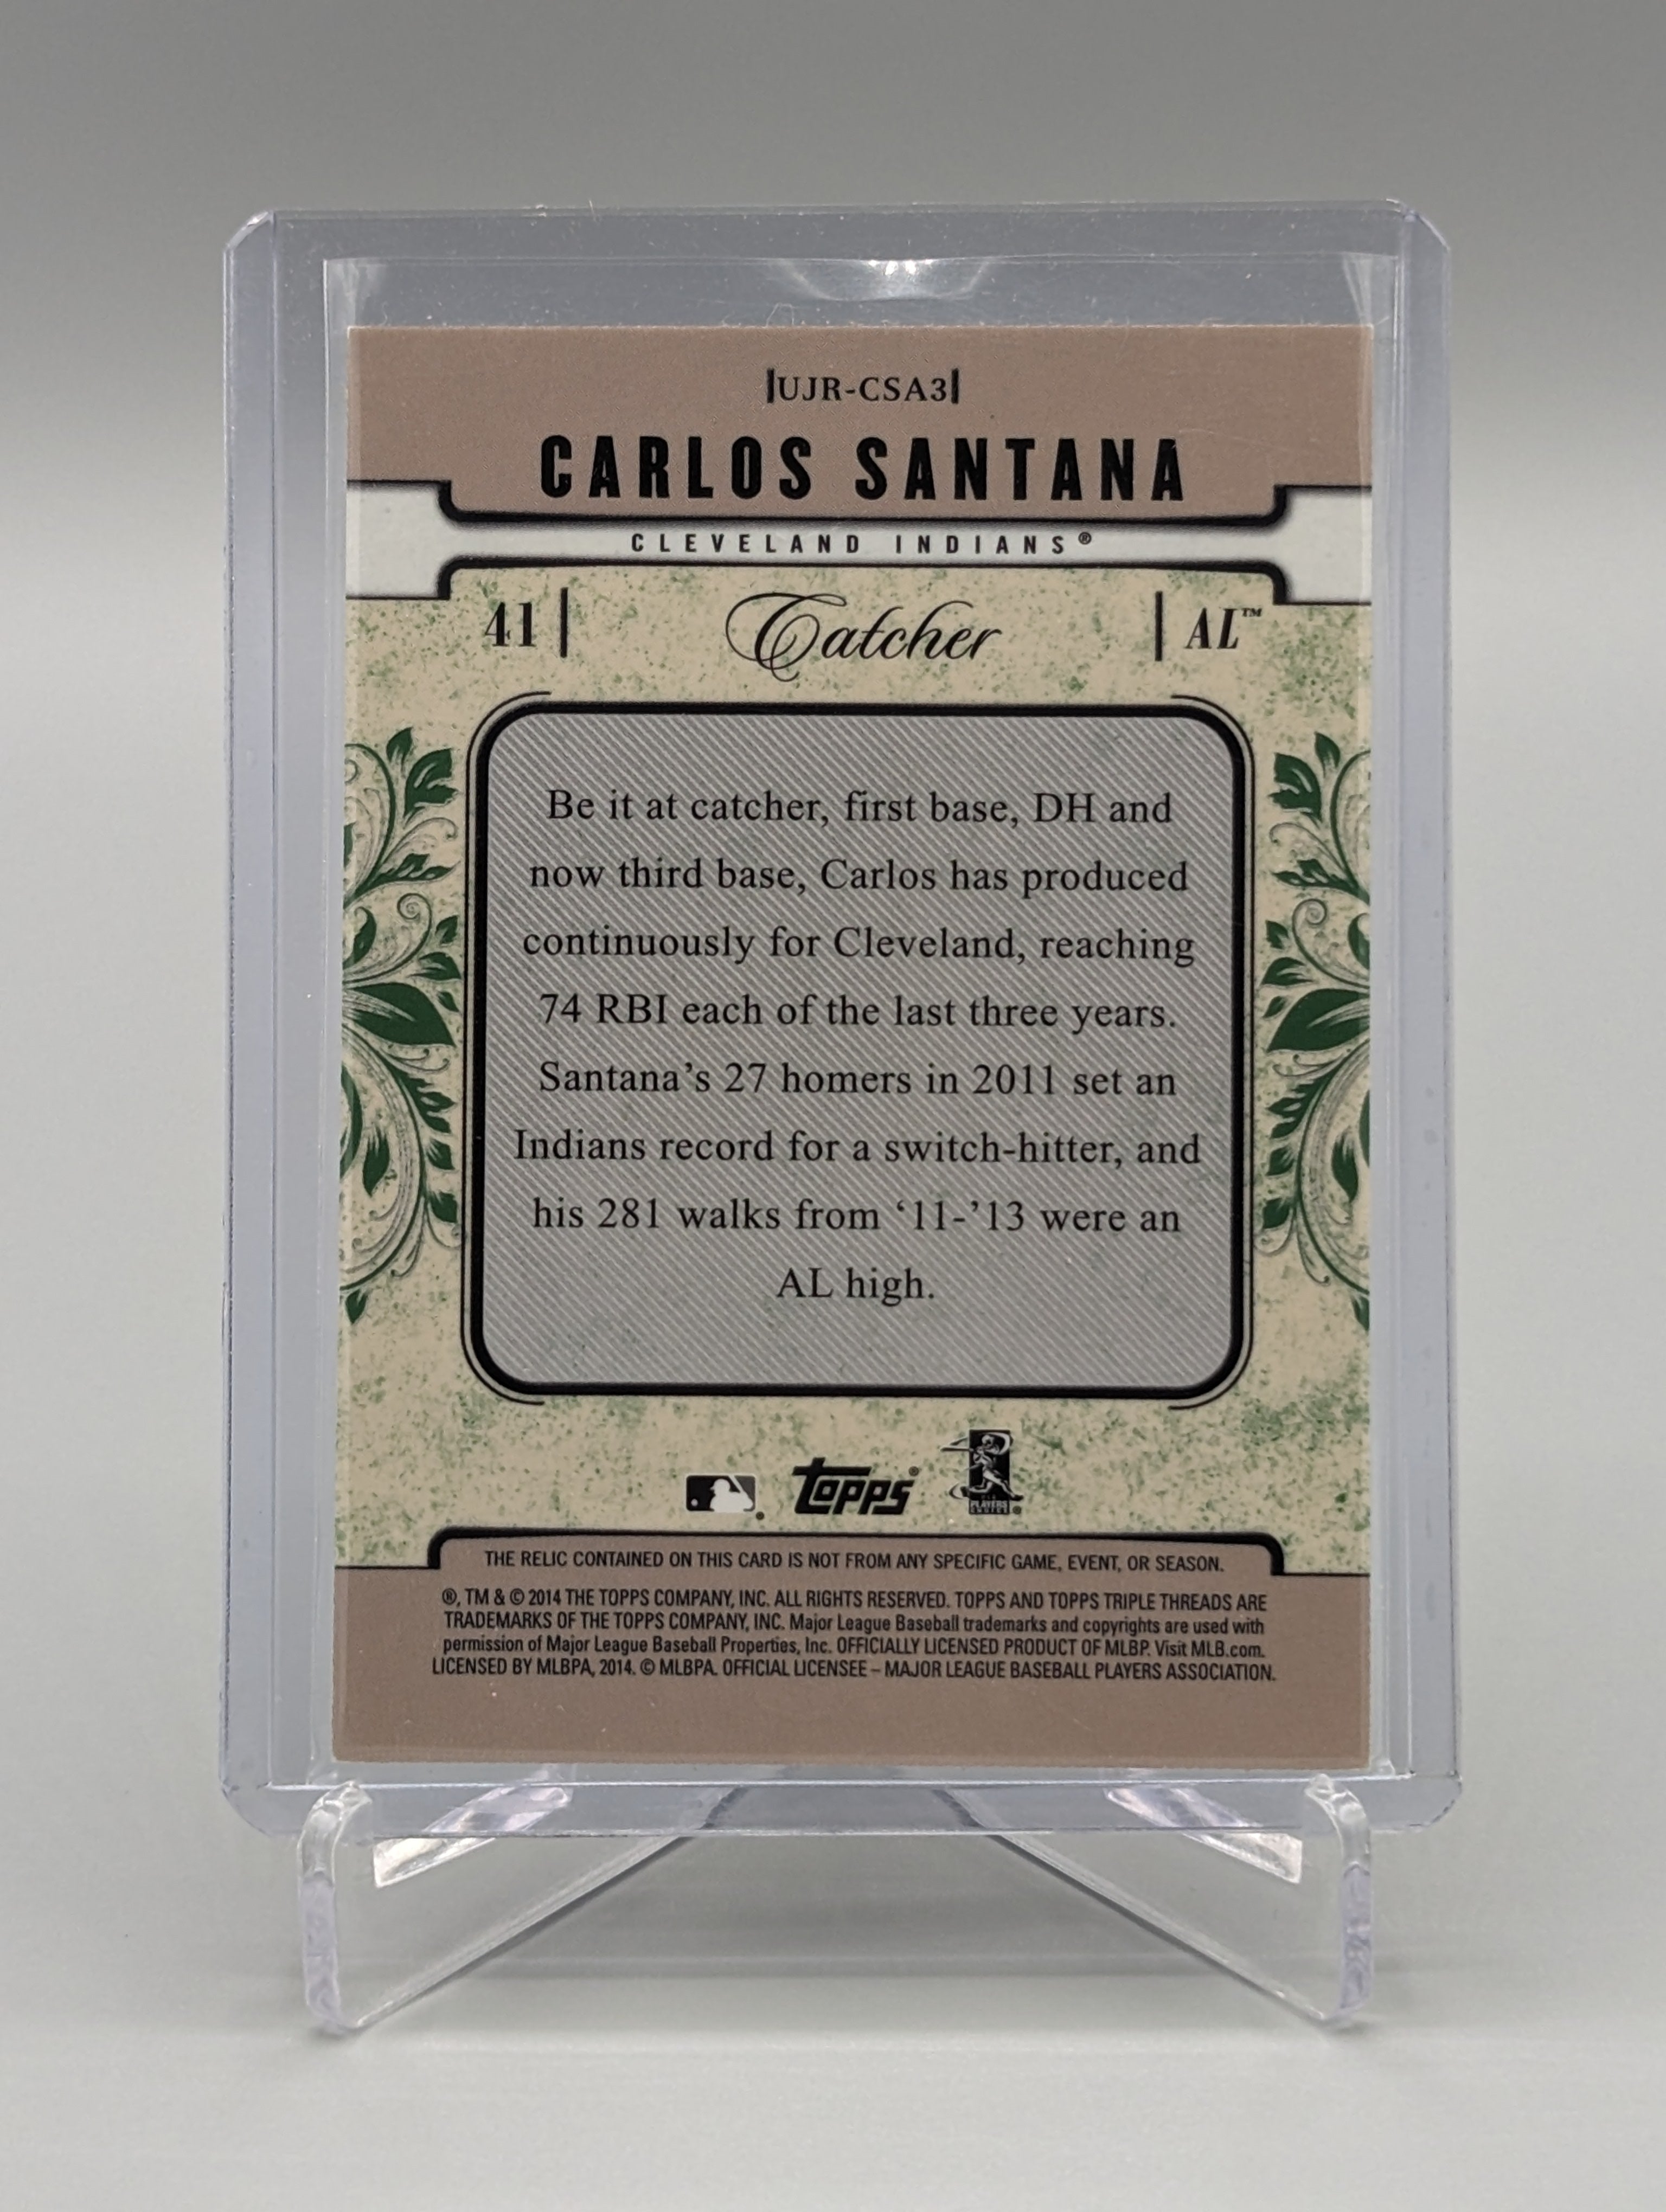 |UJR-CSA3|
CARLOS SANTANA
CLEVELAND INDIANS®
41 | Catcher | AL™
Be it at catcher, first base, DH and
now third base, Carlos has produced
continuously for Cleveland, reaching
74 RBI each of the last three years.
Santana’s 27 homers in 2011 set an
Indians record for a switch-hitter, and
his 281 walks from ‘11-’13 were an
AL high.
topps®
PLAYERS
CHOICE®
THE RELIC CONTAINED ON THIS CARD IS NOT FROM ANY SPECIFIC GAME, EVENT, OR SEASON.
®, TM & © 2014 THE TOPPS COMPANY, INC. ALL RIGHTS RESERVED. TOPPS AND TOPPS TRIPLE THREADS ARE
TRADEMARKS OF THE TOPPS COMPANY, INC. Major League Baseball trademarks and copyrights are used with
permission of Major League Baseball Properties, Inc. OFFICIALLY LICENSED PRODUCT OF MLBP. Visit MLB.com.
LICENSED BY MLBPA, 2014. © MLBPA. OFFICIAL LICENSEE – MAJOR LEAGUE BASEBALL PLAYERS ASSOCIATION.